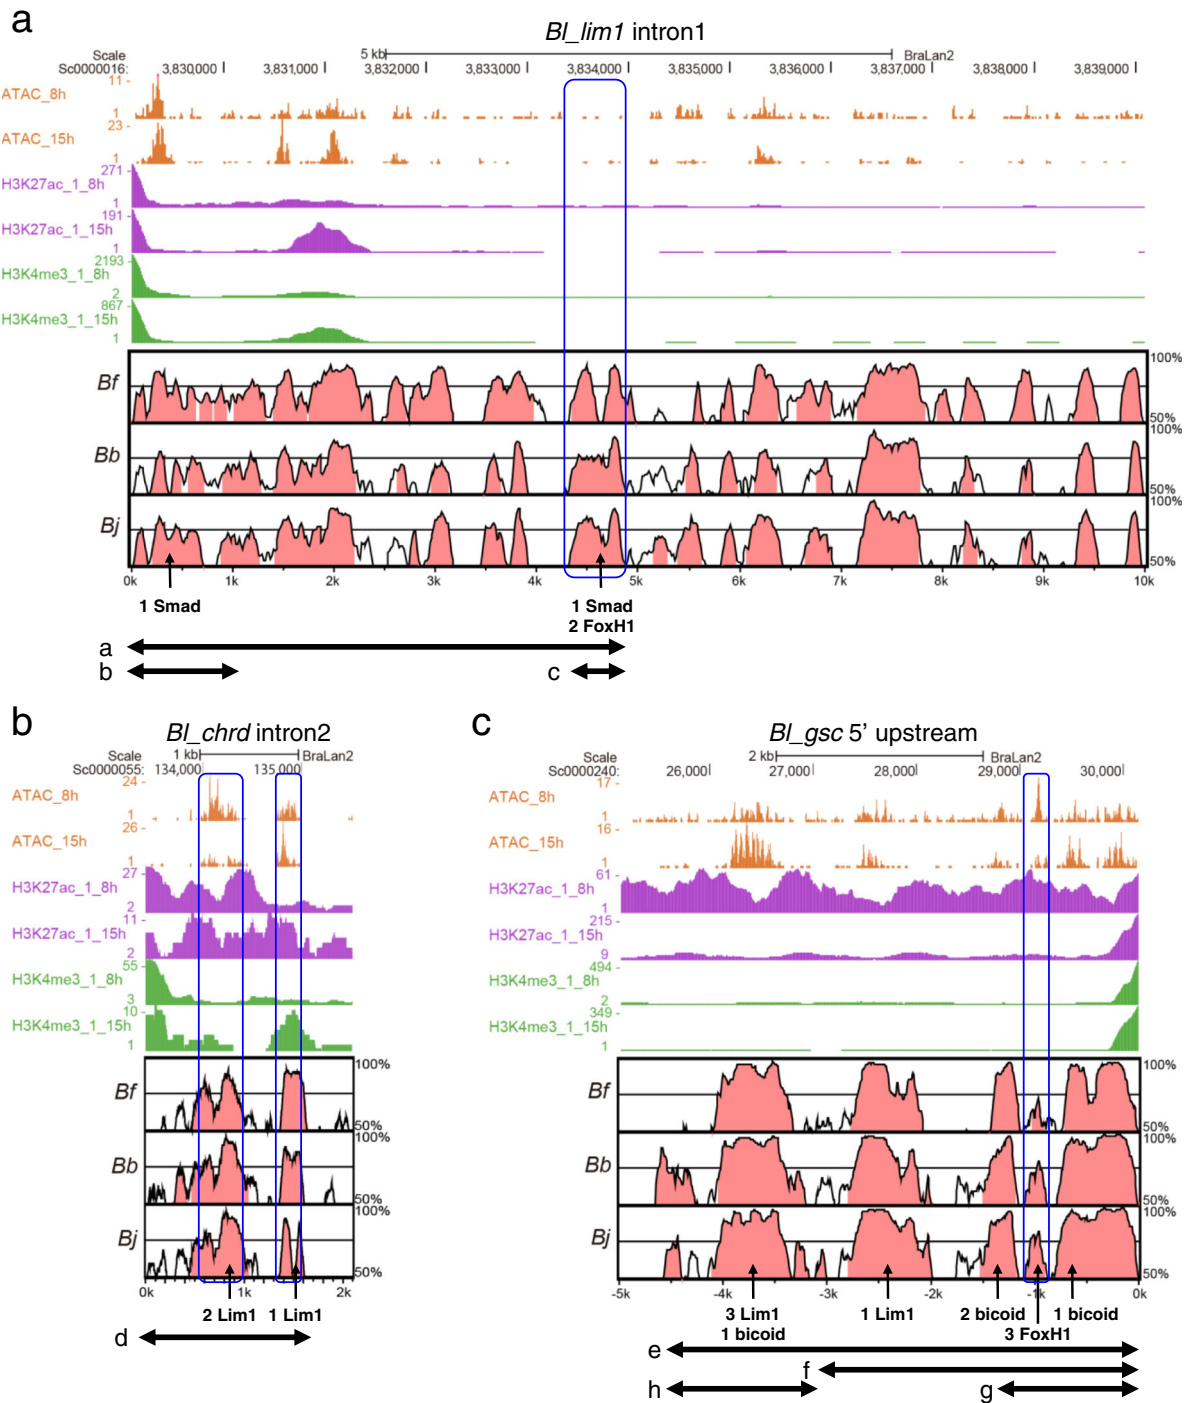 a
Bl_lim1 intron1
Scale 5 kb BraLan2
Sc0000016: 3,830,000 3,831,000 3,832,000 3,833,000 3,834,000 3,835,000 3,836,000 3,837,000 3,838,000 3,839,000
11
ATAC_8h
1
23
ATAC_15h
1
271
H3K27ac_1_8h
1
191
H3K27ac_1_15h
1
2193
H3K4me3_1_8h
2
867
H3K4me3_1_15h
1
100%
Bf
50%
100%
Bb
50%
100%
Bj
50%
0k 1k 2k 3k 4k 5k 6k 7k 8k 9k 10k
1 Smad 1 Smad
2 FoxH1
a
b c
b
Bl_chrd intron2
Scale 1 kb BraLan2
Sc0000055: 134,000 135,000
24
ATAC_8h
1
26
ATAC_15h
1
27
H3K27ac_1_8h
2
11
H3K27ac_1_15h
2
55
H3K4me3_1_8h
3
10
H3K4me3_1_15h
1
100%
Bf
50%
100%
Bb
50%
100%
Bj
50%
0k 1k 2k
2 Lim1 1 Lim1
d
c
Bl_gsc 5’ upstream
Scale 2 kb BraLan2
Sc0000240: 26,000 27,000 28,000 29,000 30,000
17
ATAC_8h
1
16
ATAC_15h
1
61
H3K27ac_1_8h
1
215
H3K27ac_1_15h
9
494
H3K4me3_1_8h
2
349
H3K4me3_1_15h
1
100%
Bf
50%
100%
Bb
50%
100%
Bj
50%
-5k -4k -3k -2k -1k 0k
3 Lim1 1 Lim1 2 bicoid 1 bicoid
1 bicoid 3 FoxH1
e
f
h g